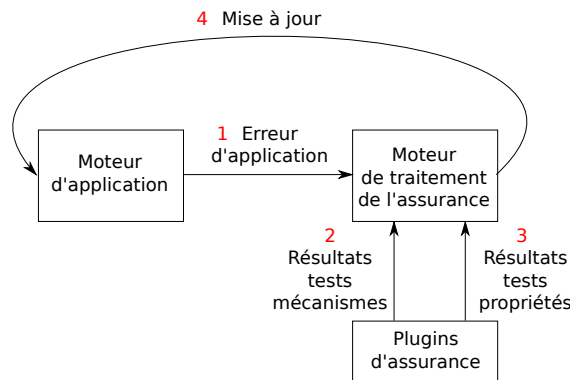 4 Mise à jour
1 Erreur
d'application
Moteur
d'application
Moteur
de traitement
de l'assurance
2
Résultats
tests
mécanismes
3
Résultats
tests
propriétés
Plugins
d'assurance